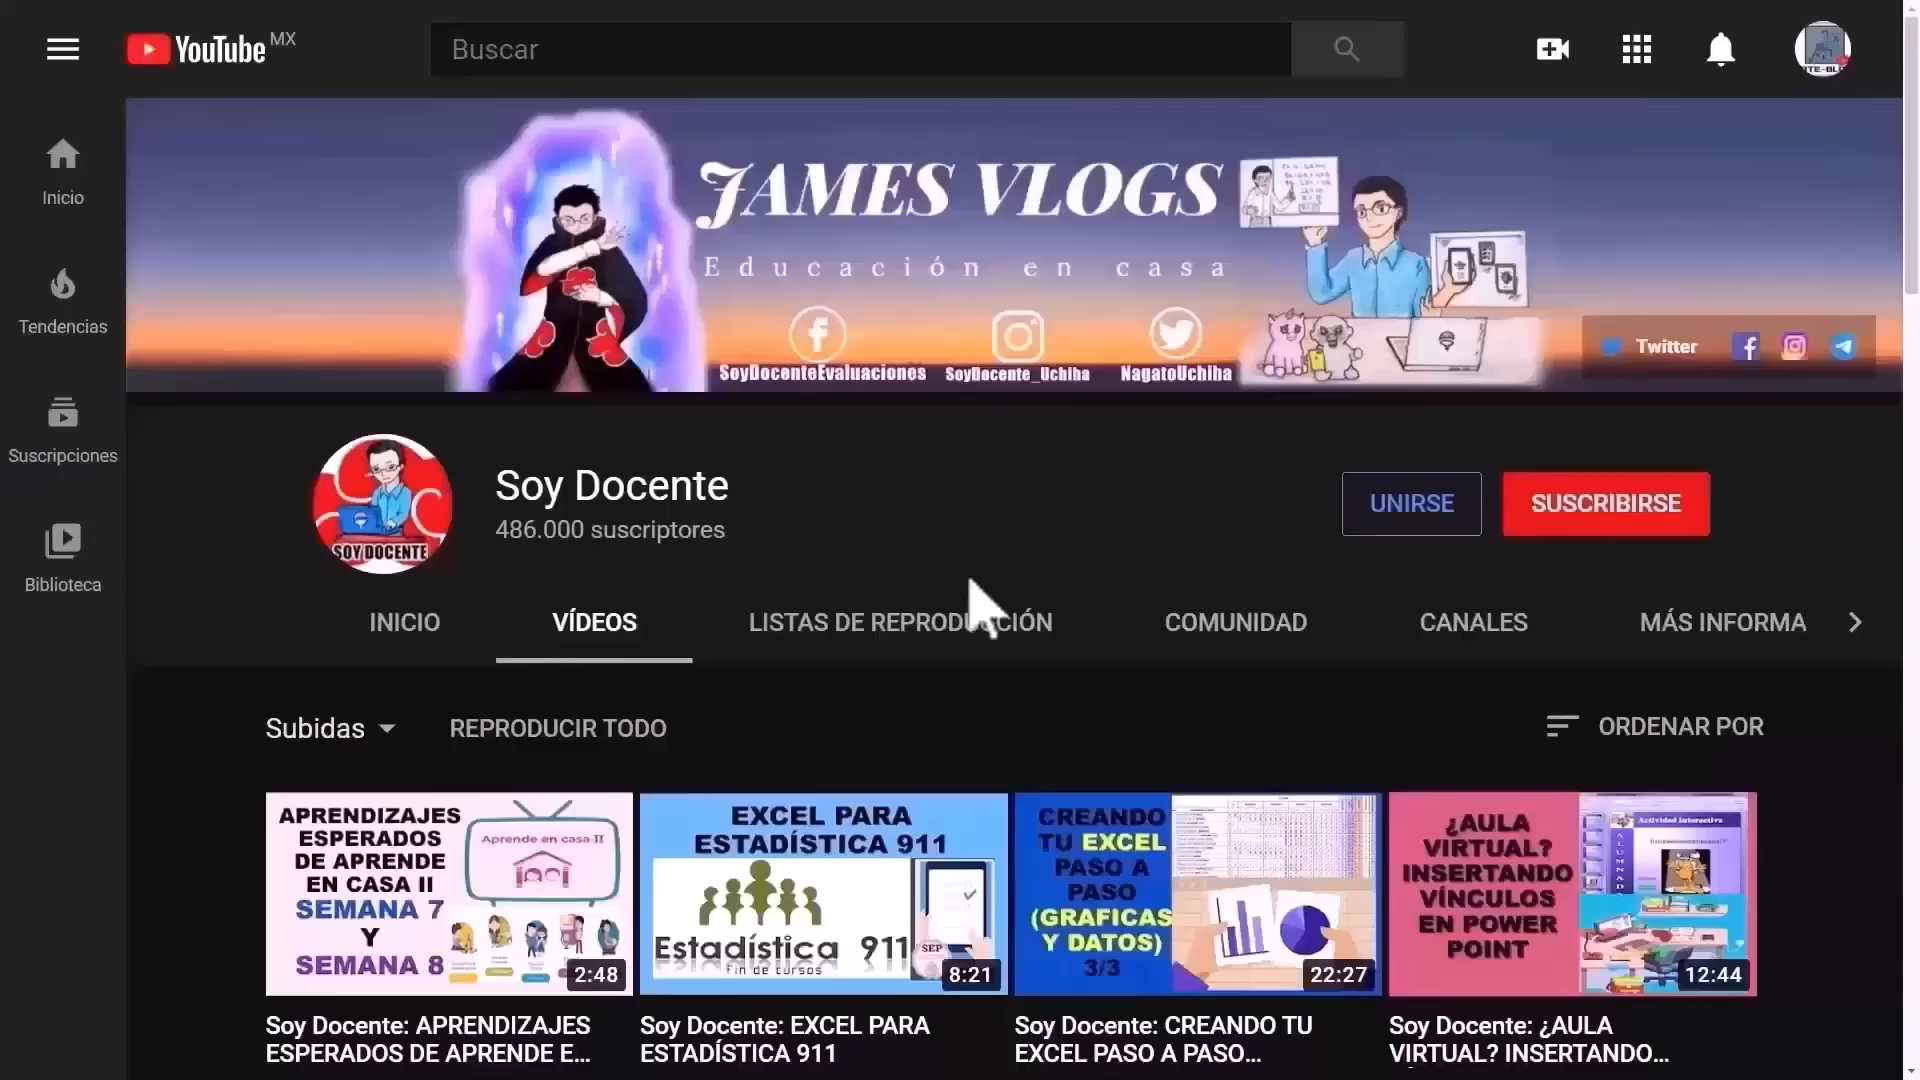 YouTube MX
Buscar
Inicio
Tendencias
Suscripciones
Biblioteca
JAMES VLOGS
Educación en casa
SoyDocenteEvaluaciones
SoyDocente_Uchiha
NagatoUchiha
Twitter
SOY DOCENTE
Soy Docente
486.000 suscriptores
UNIRSE
SUSCRIBIRSE
INICIO
VÍDEOS
LISTAS DE REPRODUCCIÓN
COMUNIDAD
CANALES
MÁS INFORMA
Subidas
REPRODUCIR TODO
ORDENAR POR
APRENDIZAJES
ESPERADOS
DE APRENDE
EN CASA II
SEMANA 7
Y
SEMANA 8
Aprende en casa II
2:48
EXCEL PARA
ESTADÍSTICA 911
Estadística 911
Fin de cursos
SEP
8:21
CREANDO
TU EXCEL
PASO A
PASO
(GRAFICAS
Y DATOS)
3/3
22:27
¿AULA
VIRTUAL?
INSERTANDO
VÍNCULOS
EN POWER
POINT
Actividad Interactiva
12:44
Soy Docente: APRENDIZAJES
ESPERADOS DE APRENDE E...
Soy Docente: EXCEL PARA
ESTADÍSTICA 911
Soy Docente: CREANDO TU
EXCEL PASO A PASO...
Soy Docente: ¿AULA
VIRTUAL? INSERTANDO...